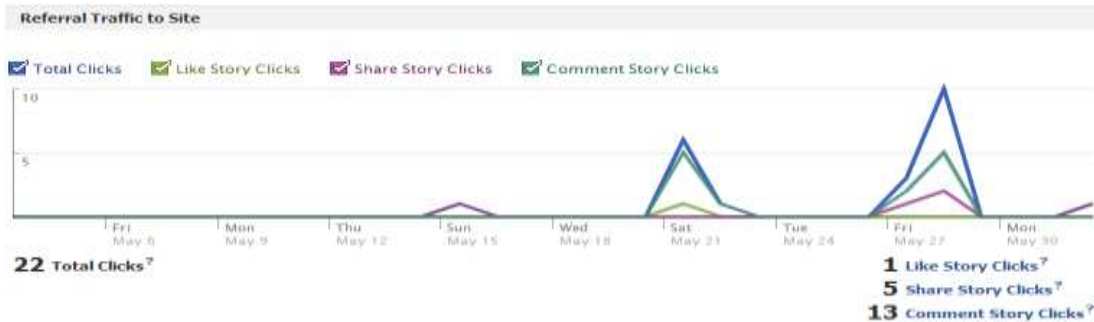 Referral Traffic to Site
Total Clicks Like Story Clicks Share Story Clicks Comment Story Clicks
10
5
Fri Mon Thu Sun Wed Sat Tue Fri Mon
May 6 May 9 May 12 May 15 May 18 May 21 May 24 May 27 May 30
22 Total Clicks? 1 Like Story Clicks?
5 Share Story Clicks?
13 Comment Story Clicks?